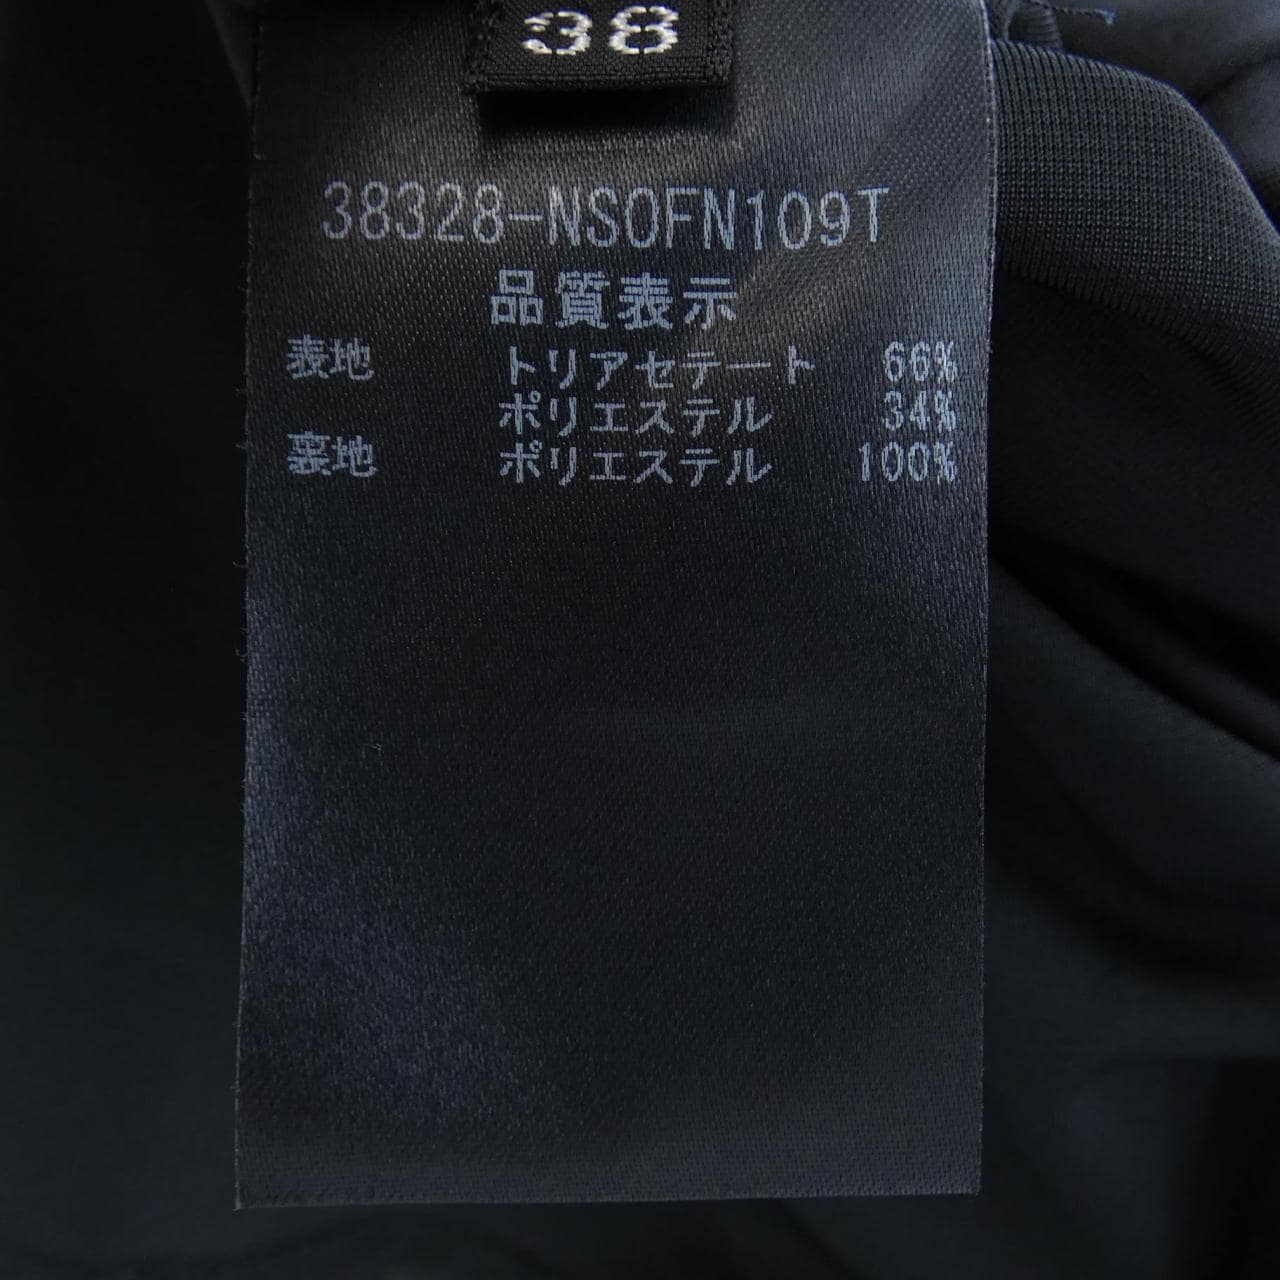 38
38328-NSOFN109T
品質表示
表地 トリアセテート 66%
ポリエステル 34%
裏地 ポリエステル 100%